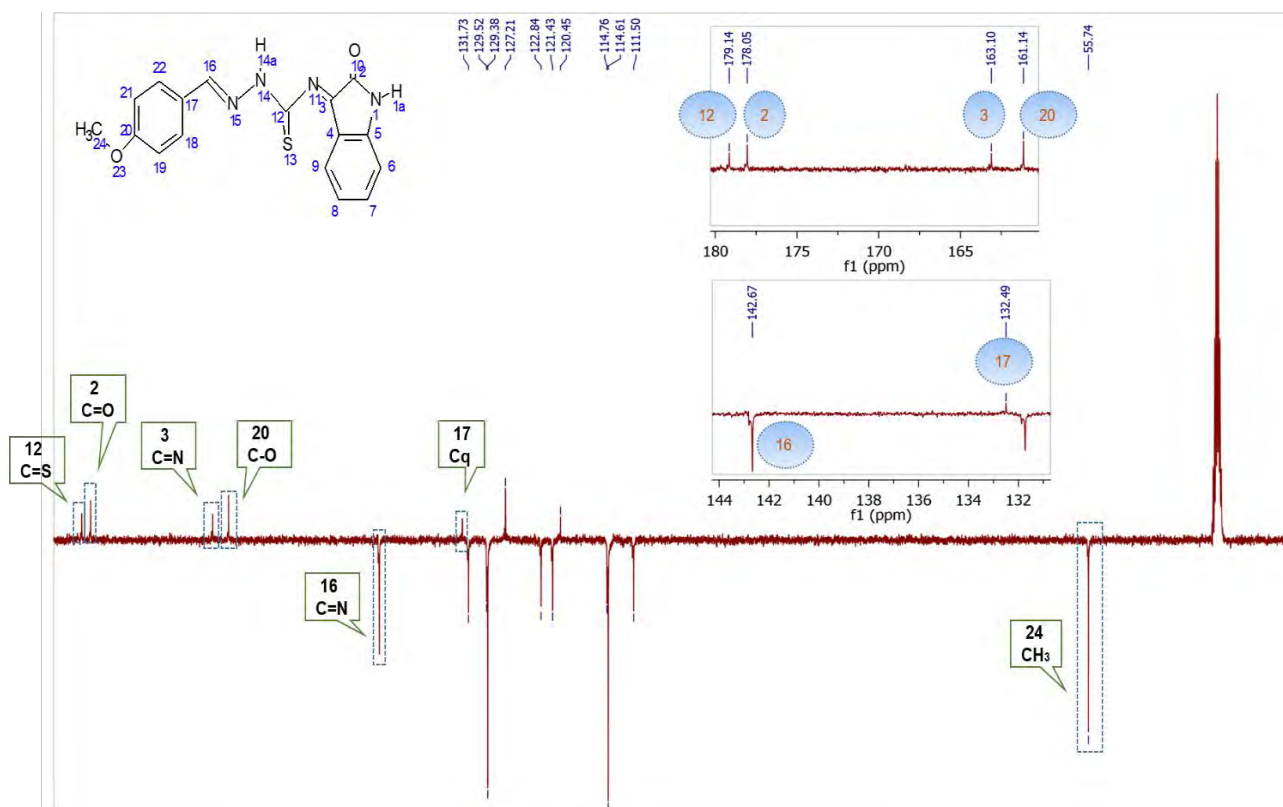 131.73
129.52
129.38
127.21
122.84
121.43
120.45
114.76
114.61
111.50
55.74
H
14a
N
14
16
N
15
22
21
17
20
18
19
H₃C
24
O
23
12
S
13
N
11
3
O
10
2
N
1
H
1a
4
5
9
6
8
7
179.14
178.05
163.10
161.14
12
2
3
20
180 175 170 165
f1 (ppm)
142.67
132.49
17
16
144 142 140 138 136 134 132
f1 (ppm)
2
C=O
12
C=S
3
C=N
20
C-O
17
Cq
16
C=N
24
CH₃